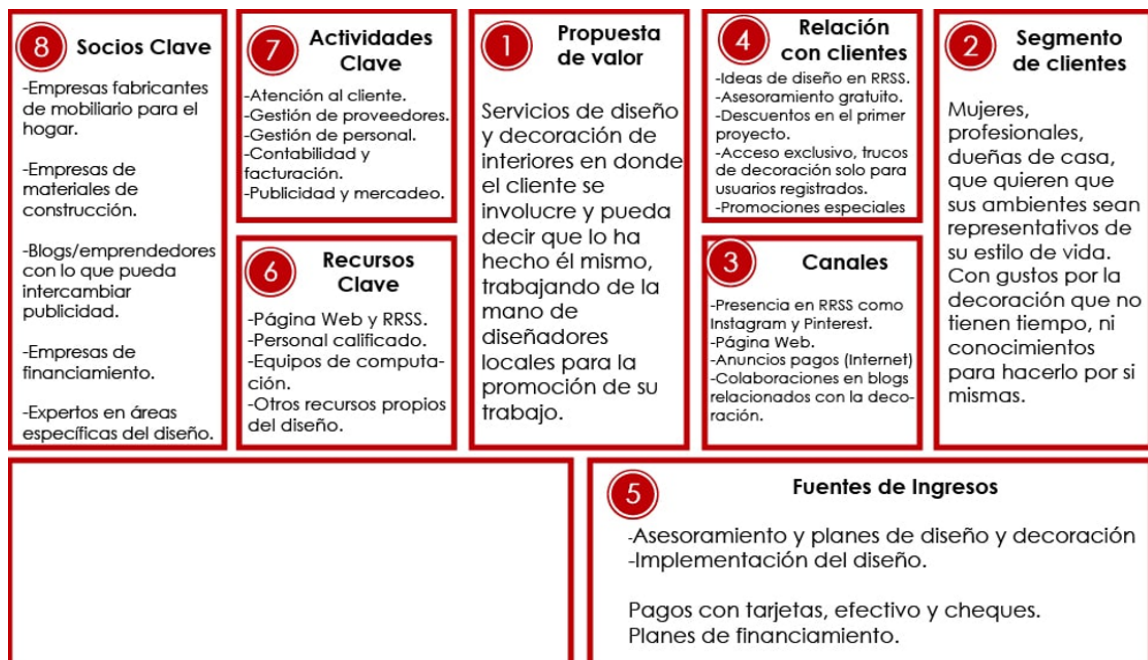 8 Socios Clave
-Empresas fabricantes
de mobiliario para el
hogar.
-Empresas de
materiales de
construcción.
-Blogs/emprendedores
con lo que pueda
intercambiar
publicidad.
-Empresas de
financiamiento.
-Expertos en áreas
específicas del diseño.
7 Actividades
Clave
-Atención al cliente.
-Gestión de proveedores.
-Gestión de personal.
-Contabilidad y
facturación.
-Publicidad y mercadeo.
6 Recursos
Clave
-Página Web y RRSS.
-Personal calificado.
-Equipos de computa-
ción.
-Otros recursos propios
del diseño.
1 Propuesta
de valor
Servicios de diseño
y decoración de
interiores en donde
el cliente se
involucre y pueda
decir que lo ha
hecho él mismo,
trabajando de la
mano de
diseñadores
locales para la
promoción de su
trabajo.
4 Relación
con clientes
-Ideas de diseño en RRSS.
-Asesoramiento gratuito.
-Descuentos en el primer
proyecto.
-Acceso exclusivo, trucos
de decoración solo para
usuarios registrados.
-Promociones especiales
3 Canales
-Presencia en RRSS como
Instagram y Pinterest.
-Página Web.
-Anuncios pagos (Internet)
-Colaboraciones en blogs
relacionados con la deco-
ración.
2 Segmento
de clientes
Mujeres,
profesionales,
dueñas de casa,
que quieren que
sus ambientes sean
representativos de
su estilo de vida.
Con gustos por la
decoración que no
tienen tiempo, ni
conocimientos
para hacerlo por si
mismas.
5 Fuentes de Ingresos
-Asesoramiento y planes de diseño y decoración
-Implementación del diseño.
Pagos con tarjetas, efectivo y cheques.
Planes de financiamiento.